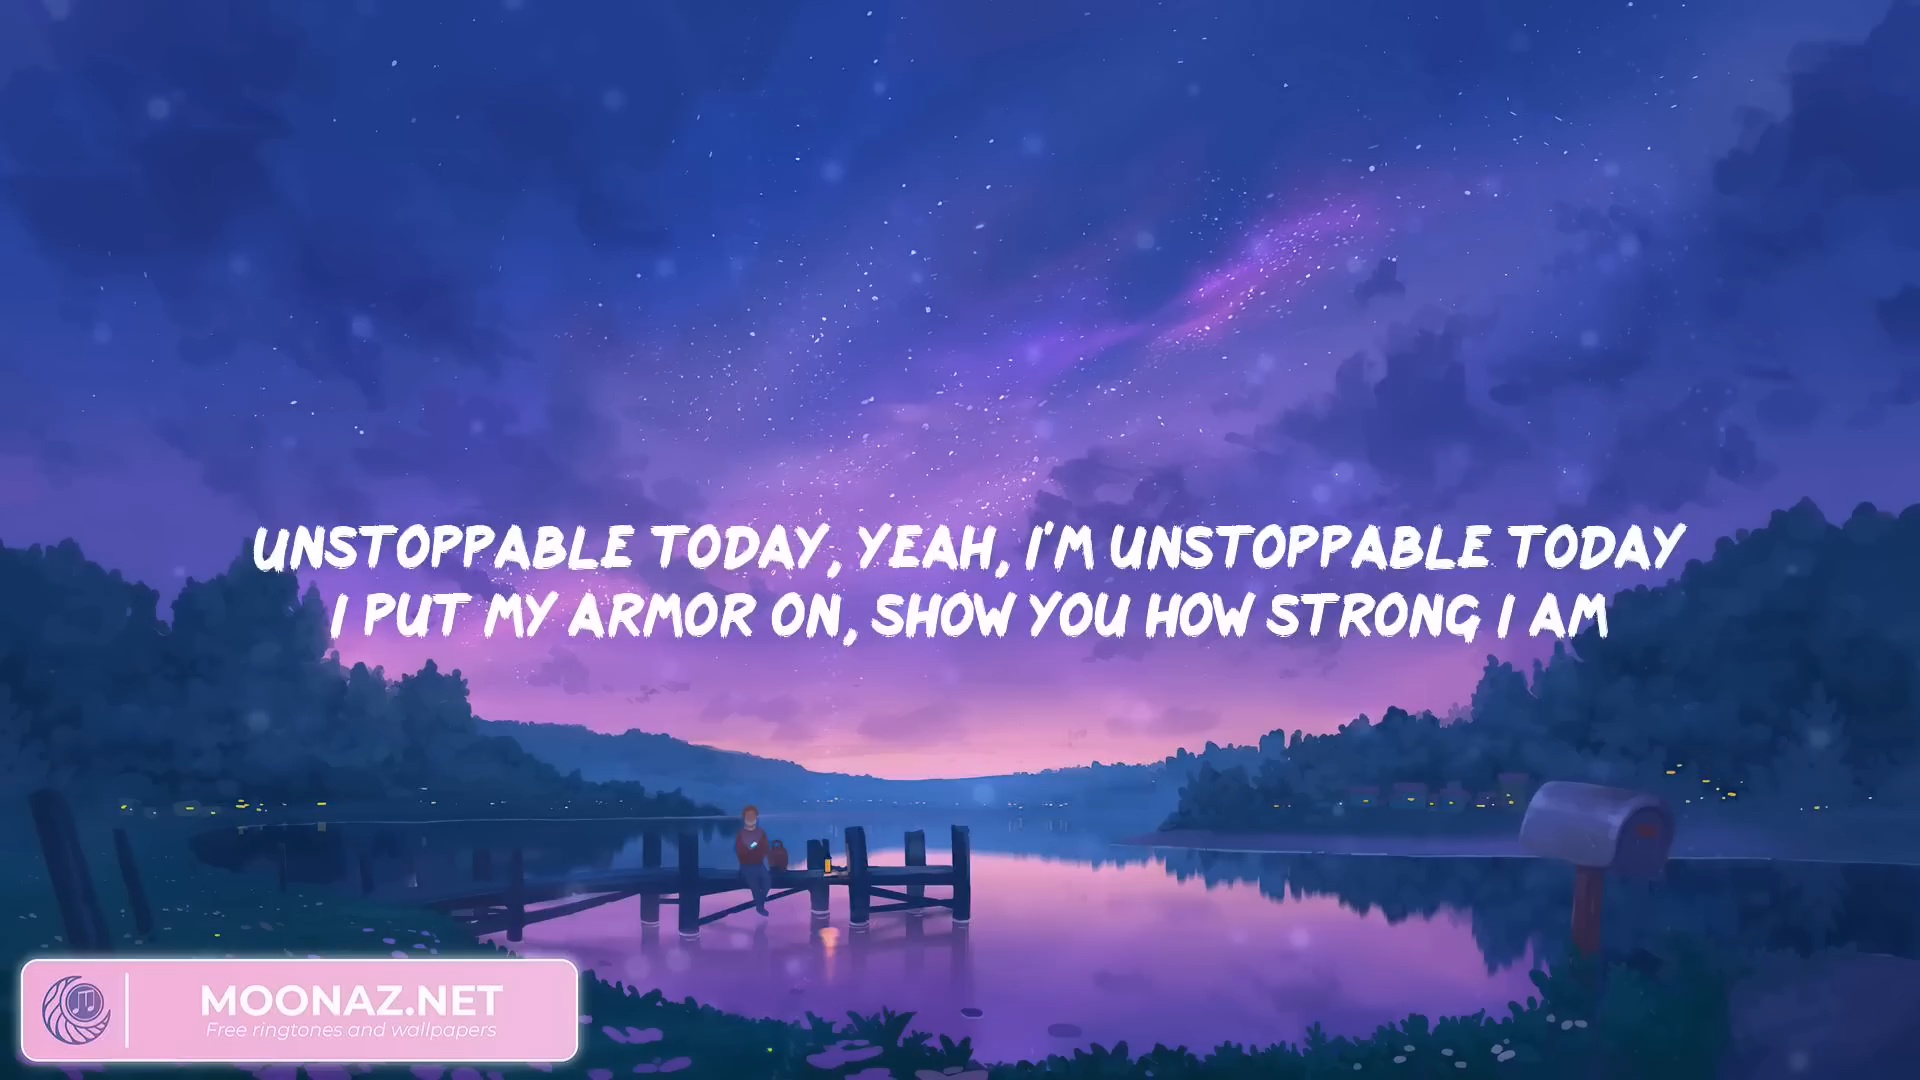 UNSTOPPABLE TODAY, YEAH, I'M UNSTOPPABLE TODAY
I PUT MY ARMOR ON, SHOW YOU HOW STRONG I AM
MOONAZ.NET
Free ringtones and wallpapers